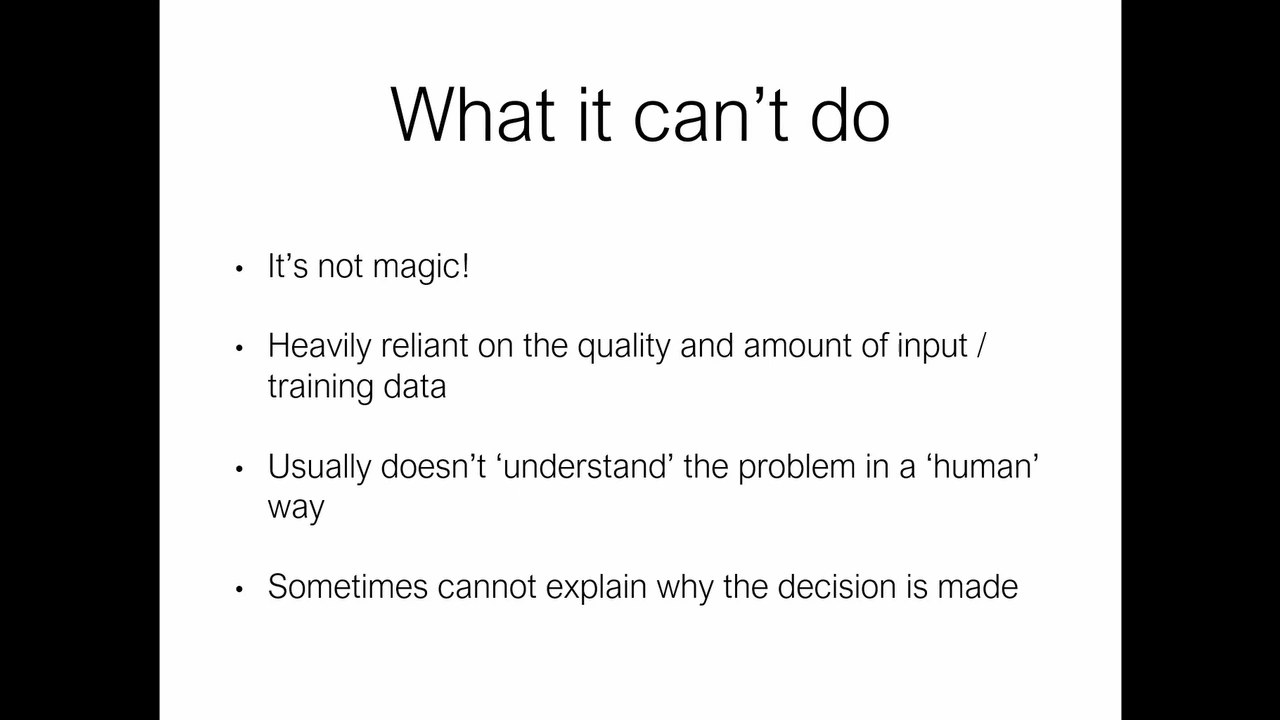 What it can’t do
• It’s not magic!
• Heavily reliant on the quality and amount of input /
training data
• Usually doesn’t ‘understand’ the problem in a ‘human’
way
• Sometimes cannot explain why the decision is made